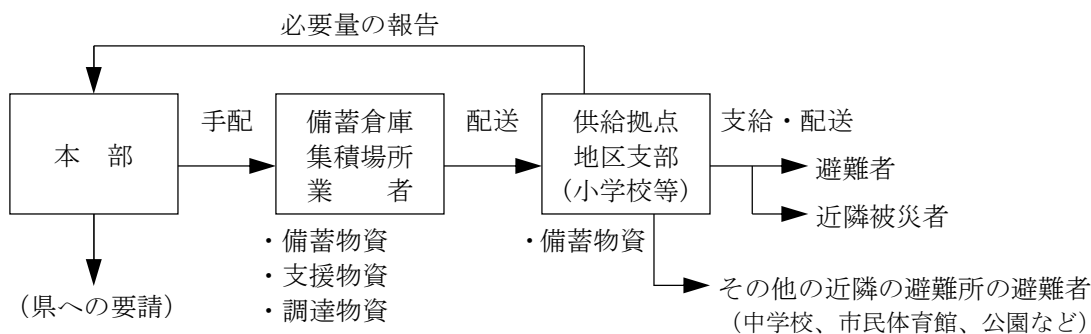 必要量の報告
本　部
手配
備蓄倉庫
集積場所
業　　者
配送
供給拠点
地区支部
（小学校等）
支給・配送
避難者
近隣被災者
・備蓄物資
・支援物資
・調達物資
・備蓄物資
（県への要請）
その他の近隣の避難所の避難者
（中学校、市民体育館、公園など）